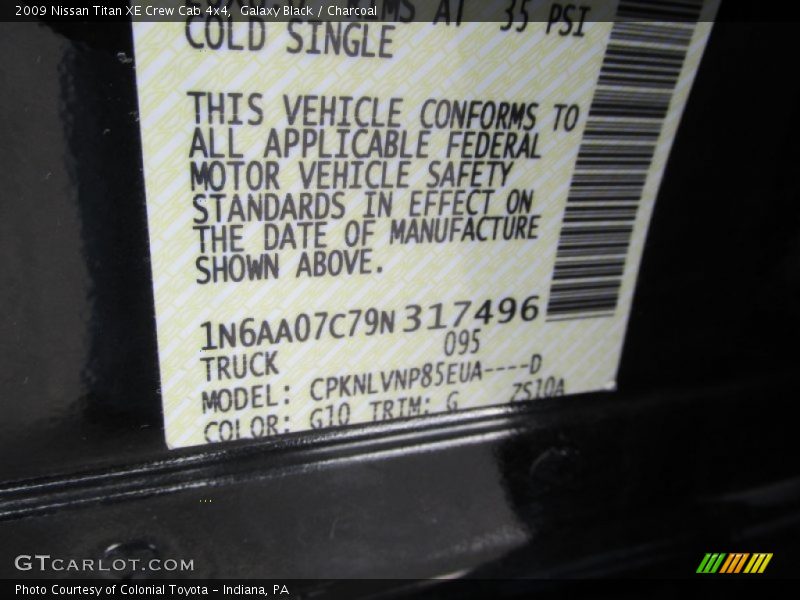 2009 Nissan Titan XE Crew Cab 4x4, Galaxy Black / Charcoal
AT 35 PSI
COLD SINGLE
THIS VEHICLE CONFORMS TO
ALL APPLICABLE FEDERAL
MOTOR VEHICLE SAFETY
STANDARDS IN EFFECT ON
THE DATE OF MANUFACTURE
SHOWN ABOVE.
1N6AA07C79N317496
TRUCK 095
MODEL: CPKNLVNP85EUA----D
COLOR: G10 TRIM: G ZS10A
GTCARLOT.COM
Photo Courtesy of Colonial Toyota - Indiana, PA